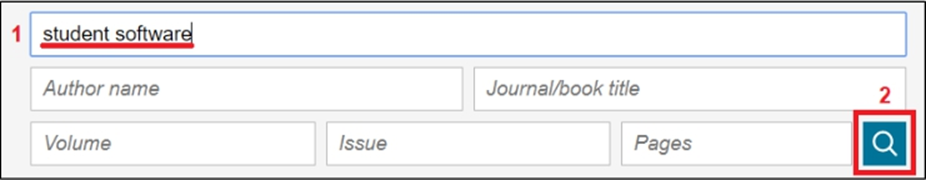 1 student software
Author name Journal/book title
2
Volume Issue Pages